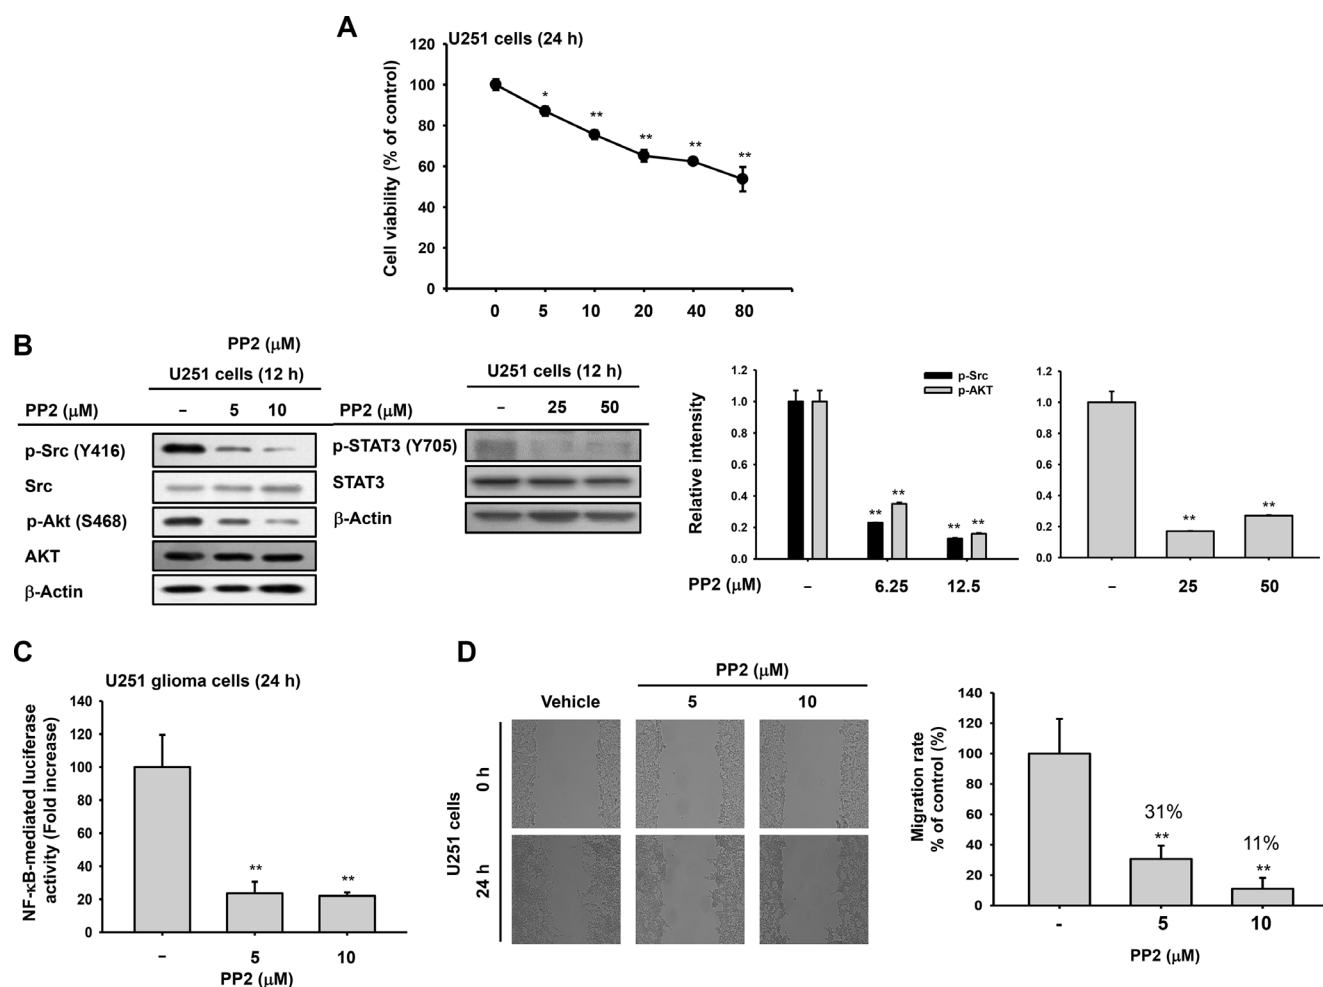 A
U251 cells (24 h)
Cell viability (% of control)
120
100
80
60
40
20
0
*
**
**
**
**
0 5 10 20 40 80
PP2 (µM)
B
U251 cells (12 h)
PP2 (µM) – 5 10
p-Src (Y416)
Src
p-Akt (S468)
AKT
β-Actin
U251 cells (12 h)
PP2 (µM) – 25 50
p-STAT3 (Y705)
STAT3
β-Actin
Relative intensity
1.2
1.0
0.8
0.6
0.4
0.2
0.0
p-Src
p-AKT
** **
** **
PP2 (µM) – 6.25 12.5
1.2
1.0
0.8
0.6
0.4
0.2
0.0
** **
– 25 50
C
U251 glioma cells (24 h)
NF-κB-mediated luciferase
activity (Fold increase)
140
120
100
80
60
40
20
0
** **
– 5 10
PP2 (µM)
D
PP2 (µM)
Vehicle 5 10
U251 cells
0 h
24 h
Migration rate
% of control (%)
140
120
100
80
60
40
20
0
31%
**
11%
**
- 5 10
PP2 (µM)